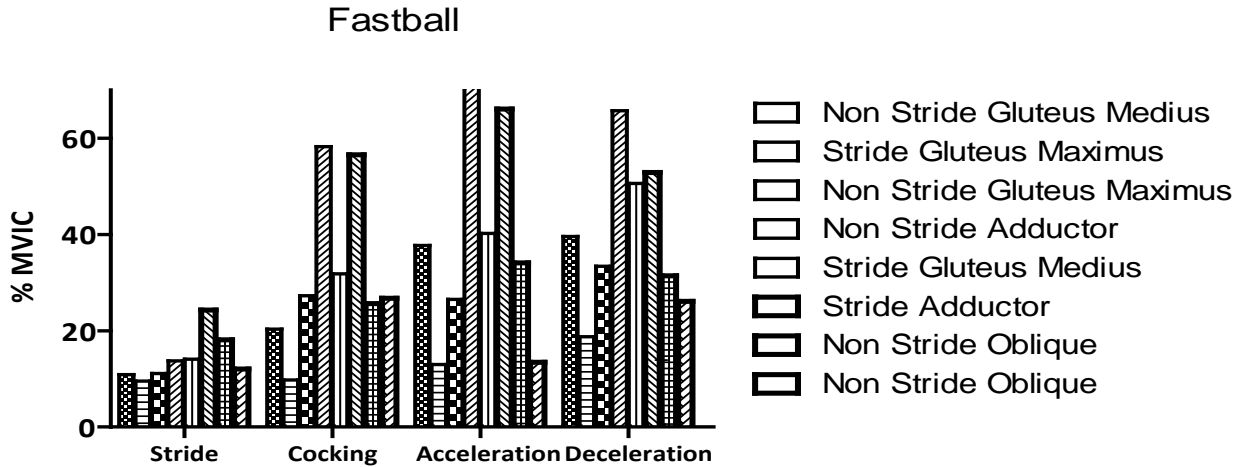 Fastball
% MVIC
60
40
20
0
Stride
Cocking
Acceleration
Deceleration
Non Stride Gluteus Medius
Stride Gluteus Maximus
Non Stride Gluteus Maximus
Non Stride Adductor
Stride Gluteus Medius
Stride Adductor
Non Stride Oblique
Non Stride Oblique